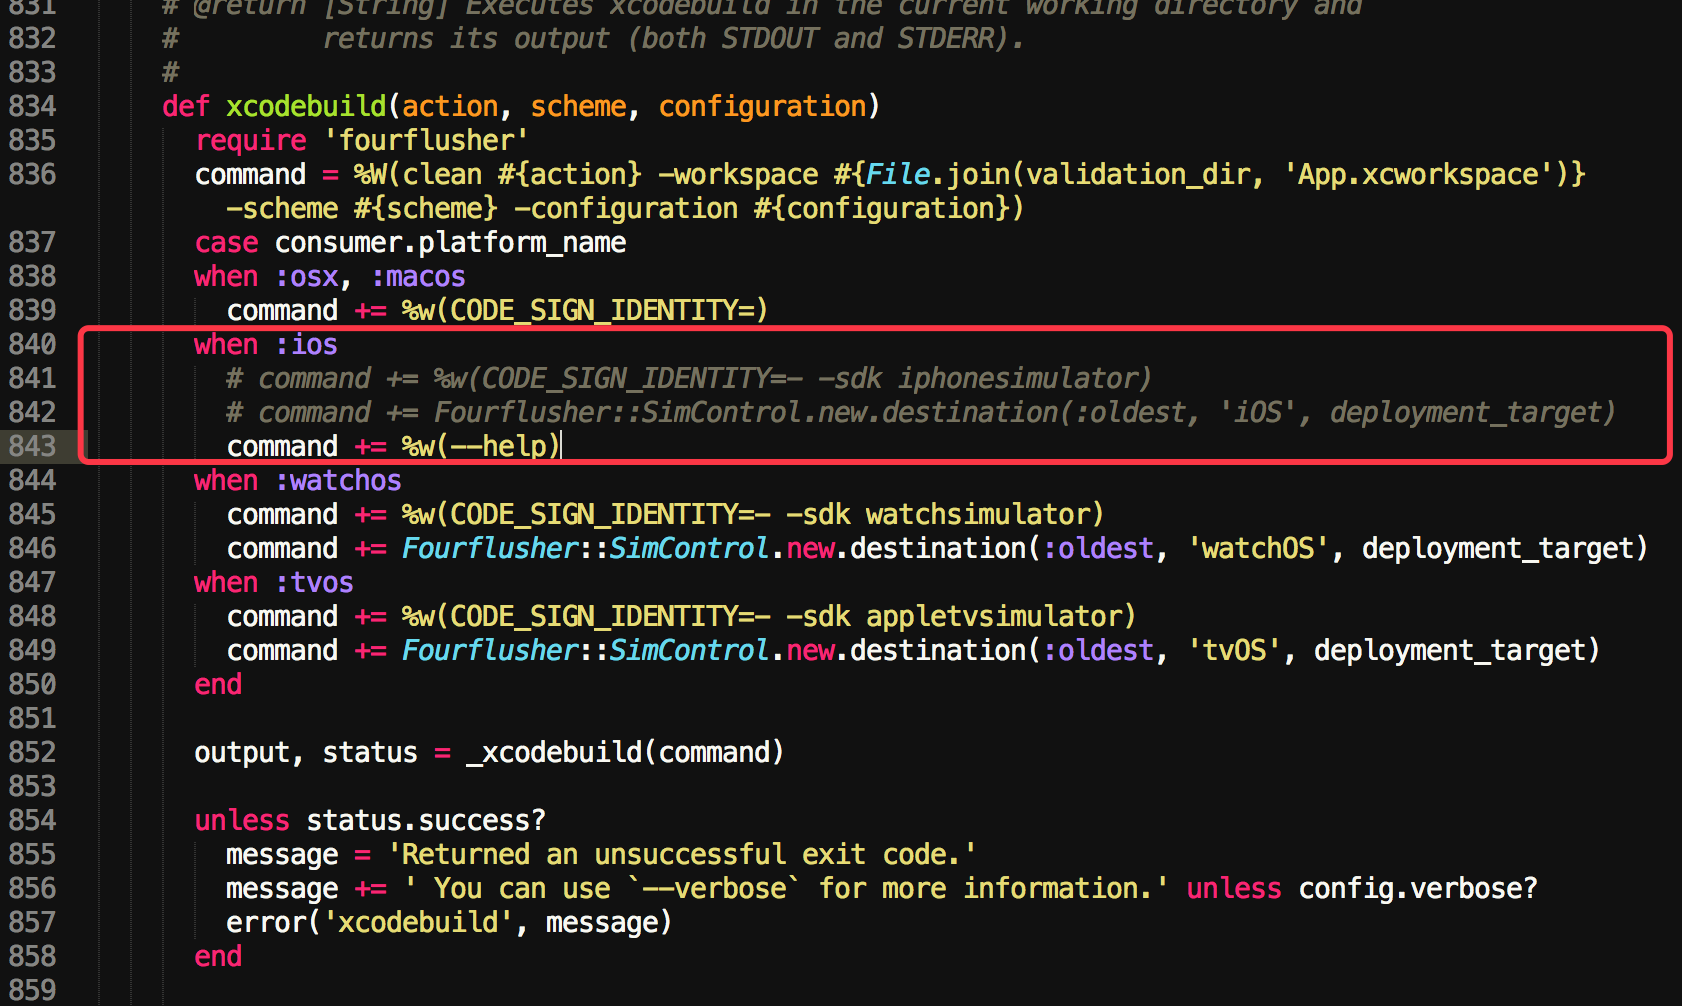 831 # @return [String] Executes xcodebuild in the current working directory and
832 # returns its output (both STDOUT and STDERR).
833 #
834 def xcodebuild(action, scheme, configuration)
835 require 'fourflusher'
836 command = %W(clean #{action} -workspace #{File.join(validation_dir, 'App.xcworkspace')}
-scheme #{scheme} -configuration #{configuration})
837 case consumer.platform_name
838 when :osx, :macos
839 command += %w(CODE_SIGN_IDENTITY=)
840 when :ios
841 # command += %w(CODE_SIGN_IDENTITY=- -sdk iphonesimulator)
842 # command += Fourflusher::SimControl.new.destination(:oldest, 'iOS', deployment_target)
843 command += %w(--help)
844 when :watchos
845 command += %w(CODE_SIGN_IDENTITY=- -sdk watchsimulator)
846 command += Fourflusher::SimControl.new.destination(:oldest, 'watchOS', deployment_target)
847 when :tvos
848 command += %w(CODE_SIGN_IDENTITY=- -sdk appletvsimulator)
849 command += Fourflusher::SimControl.new.destination(:oldest, 'tvOS', deployment_target)
850 end
851
852 output, status = _xcodebuild(command)
853
854 unless status.success?
855 message = 'Returned an unsuccessful exit code.'
856 message += ' You can use `--verbose` for more information.' unless config.verbose?
857 error('xcodebuild', message)
858 end
859